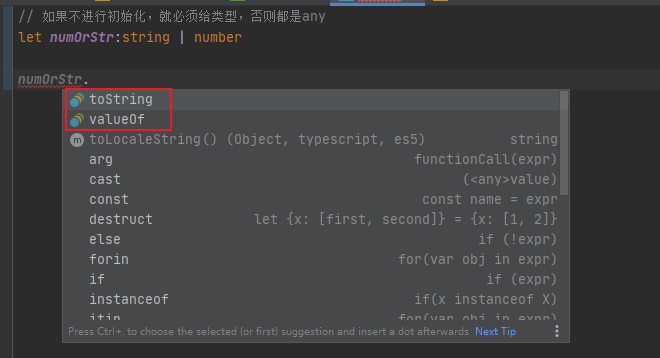 // 如果不进行初始化，就必须给类型，否则都是any
let numOrStr:string | number
numOrStr.
toString
valueOf
toLocaleString() (Object, typescript, es5) string
arg functionCall(expr)
cast (<any>value)
const const name = expr
destruct let {x: [first, second]} = {x: [1, 2]}
else if (!expr)
forin for(var obj in expr)
if if (expr)
instanceof if(x instanceof X)
itin for(var obj in expr)
Press Ctrl+. to choose the selected (or first) suggestion and insert a dot afterwards Next Tip